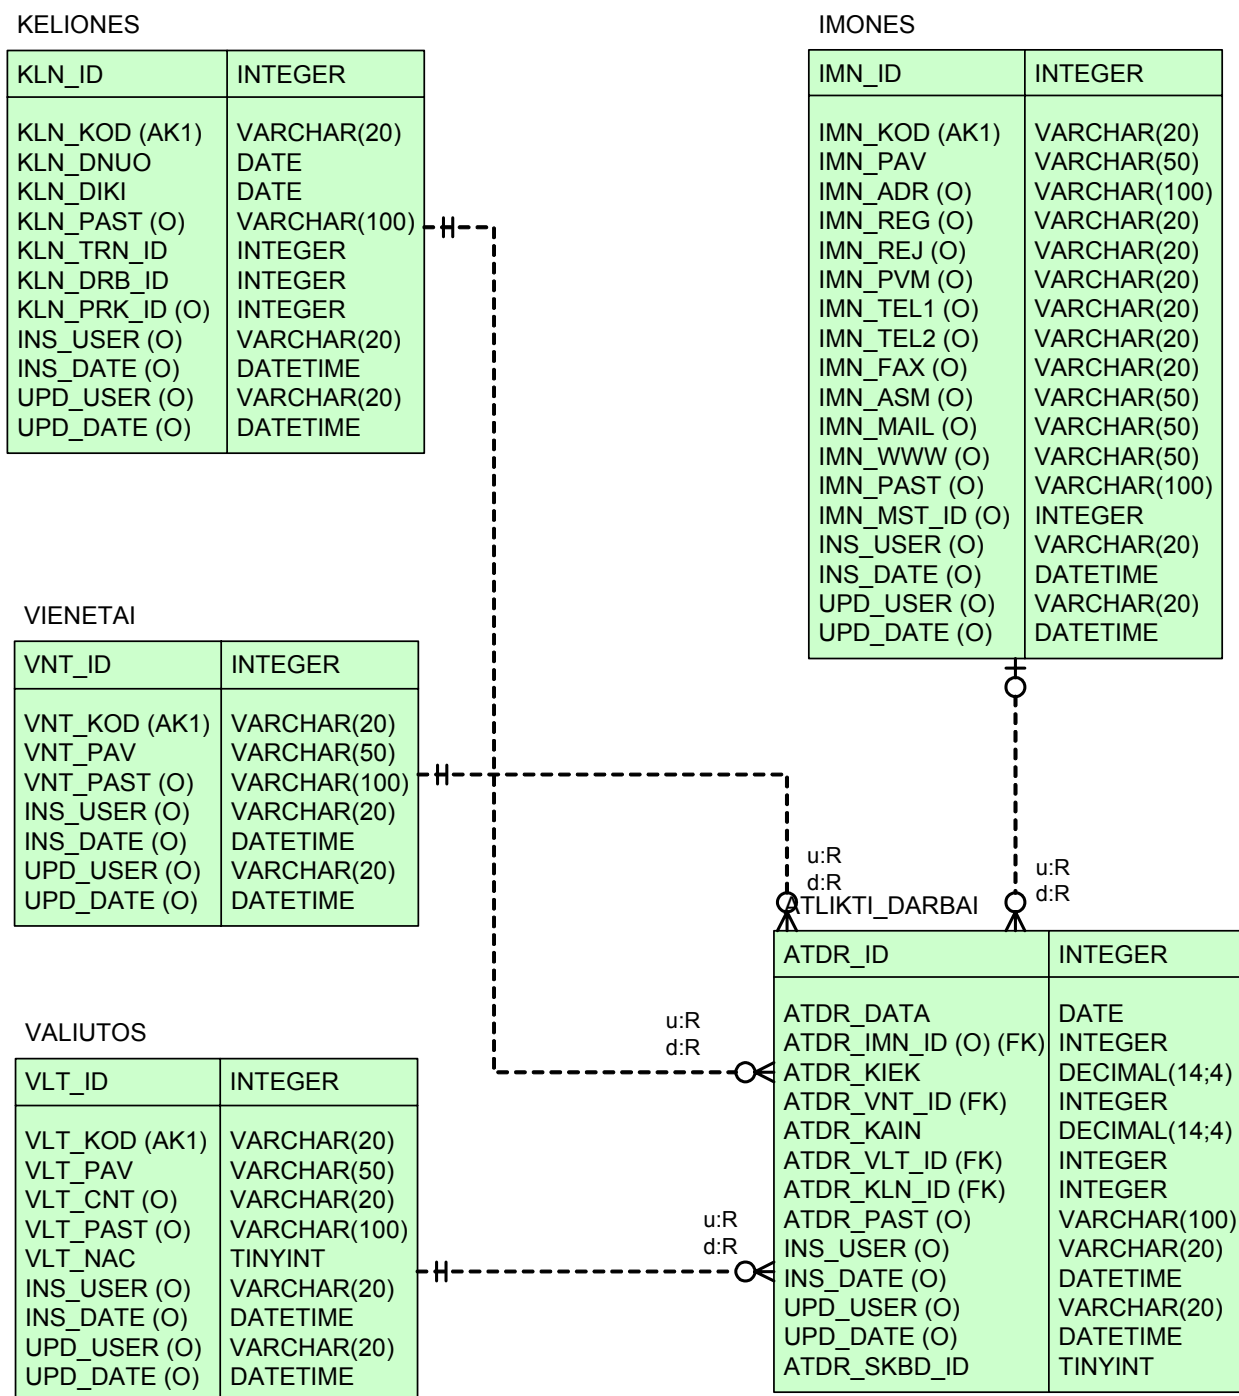 KELIONES
KLN_ID INTEGER
KLN_KOD (AK1) VARCHAR(20)
KLN_DNUO DATE
KLN_DIKI DATE
KLN_PAST (O) VARCHAR(100)
KLN_TRN_ID INTEGER
KLN_DRB_ID INTEGER
KLN_PRK_ID (O) INTEGER
INS_USER (O) VARCHAR(20)
INS_DATE (O) DATETIME
UPD_USER (O) VARCHAR(20)
UPD_DATE (O) DATETIME
IMONES
IMN_ID INTEGER
IMN_KOD (AK1) VARCHAR(20)
IMN_PAV VARCHAR(50)
IMN_ADR (O) VARCHAR(100)
IMN_REG (O) VARCHAR(20)
IMN_REJ (O) VARCHAR(20)
IMN_PVM (O) VARCHAR(20)
IMN_TEL1 (O) VARCHAR(20)
IMN_TEL2 (O) VARCHAR(20)
IMN_FAX (O) VARCHAR(20)
IMN_ASM (O) VARCHAR(50)
IMN_MAIL (O) VARCHAR(50)
IMN_WWW (O) VARCHAR(50)
IMN_PAST (O) VARCHAR(100)
IMN_MST_ID (O) INTEGER
INS_USER (O) VARCHAR(20)
INS_DATE (O) DATETIME
UPD_USER (O) VARCHAR(20)
UPD_DATE (O) DATETIME
VIENETAI
VNT_ID INTEGER
VNT_KOD (AK1) VARCHAR(20)
VNT_PAV VARCHAR(50)
VNT_PAST (O) VARCHAR(100)
INS_USER (O) VARCHAR(20)
INS_DATE (O) DATETIME
UPD_USER (O) VARCHAR(20)
UPD_DATE (O) DATETIME
u:R
d:R
u:R
d:R
ATLIKTI_DARBAI
ATDR_ID INTEGER
ATDR_DATA DATE
ATDR_IMN_ID (O) (FK) INTEGER
ATDR_KIEK DECIMAL(14;4)
ATDR_VNT_ID (FK) INTEGER
ATDR_KAIN DECIMAL(14;4)
ATDR_VLT_ID (FK) INTEGER
ATDR_KLN_ID (FK) INTEGER
ATDR_PAST (O) VARCHAR(100)
INS_USER (O) VARCHAR(20)
INS_DATE (O) DATETIME
UPD_USER (O) VARCHAR(20)
UPD_DATE (O) DATETIME
ATDR_SKBD_ID TINYINT
u:R
d:R
u:R
d:R
VALIUTOS
VLT_ID INTEGER
VLT_KOD (AK1) VARCHAR(20)
VLT_PAV VARCHAR(50)
VLT_CNT (O) VARCHAR(20)
VLT_PAST (O) VARCHAR(100)
VLT_NAC TINYINT
INS_USER (O) VARCHAR(20)
INS_DATE (O) DATETIME
UPD_USER (O) VARCHAR(20)
UPD_DATE (O) DATETIME